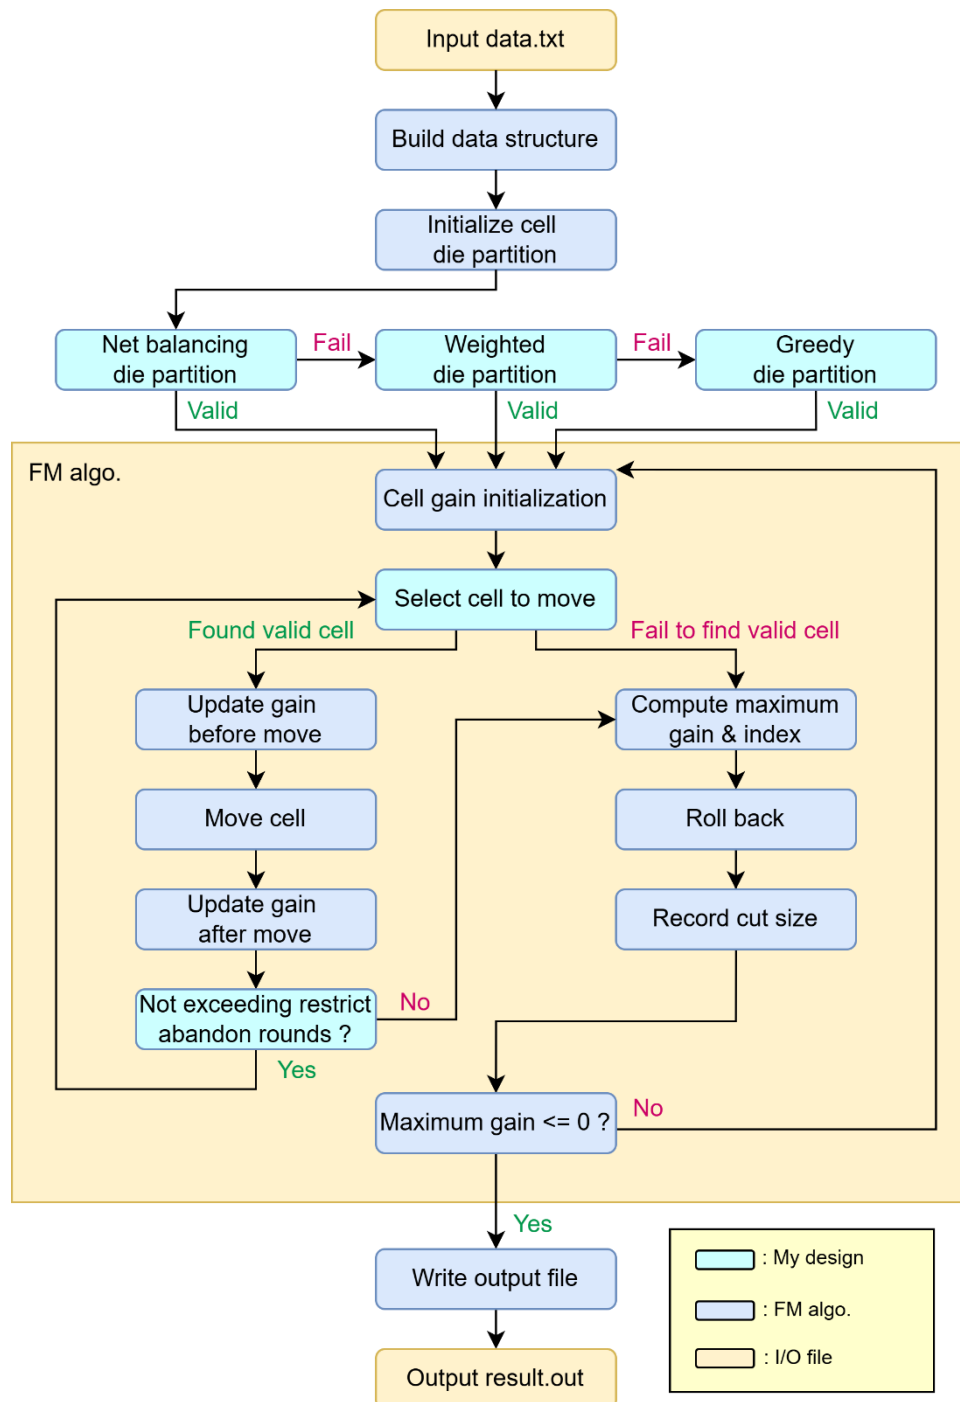 Input data.txt
Build data structure
Initialize cell
die partition
Net balancing
die partition
Fail
Weighted
die partition
Fail
Greedy
die partition
Valid
Valid
Valid
FM algo.
Cell gain initialization
Select cell to move
Found valid cell
Fail to find valid cell
Update gain
before move
Compute maximum
gain & index
Move cell
Roll back
Update gain
after move
Record cut size
Not exceeding restrict
abandon rounds ?
No
Yes
Maximum gain <= 0 ?
No
Yes
Write output file
Output result.out
: My design
: FM algo.
: I/O file